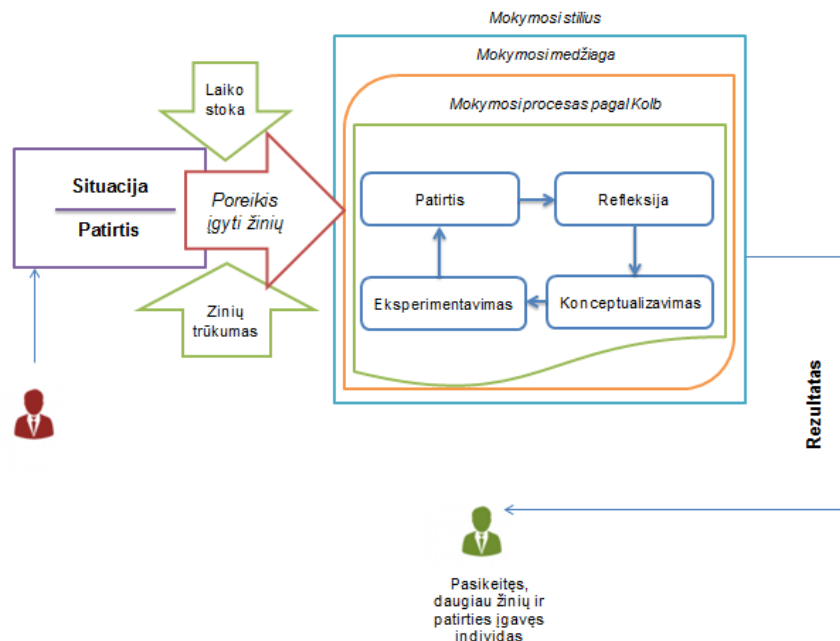 Mokymosi stilius
Mokymosi medžiaga
Mokymosi procesas pagal Kolb
Laiko
stoka
Situacija
Patirtis
Poreikis
įgyti žinių
Zinių
trūkumas
Patirtis
Refleksija
Eksperimentavimas
Konceptualizavimas
Rezultatas
Pasikeitęs,
daugiau žinių ir
patirties įgavęs
individas